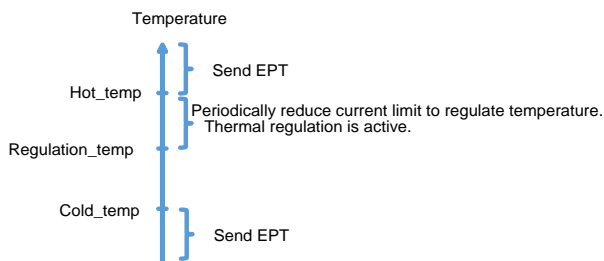 Temperature
Send EPT
Hot_temp
Periodically reduce current limit to regulate temperature.
Thermal regulation is active.
Regulation_temp
Cold_temp
Send EPT